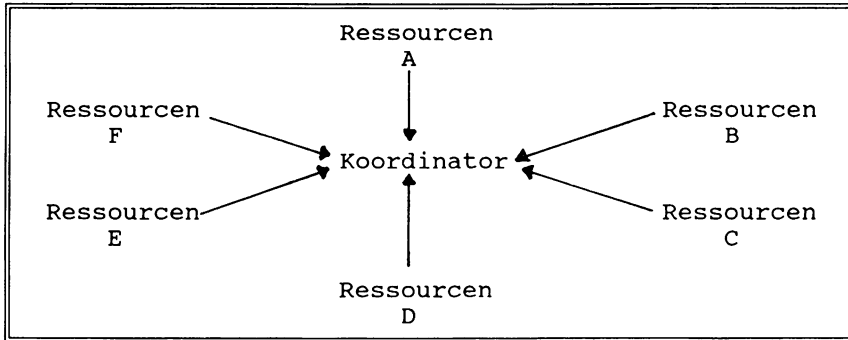 Ressourcen
A
Ressourcen
F
Ressourcen
B
Koordinator
Ressourcen
E
Ressourcen
C
Ressourcen
D